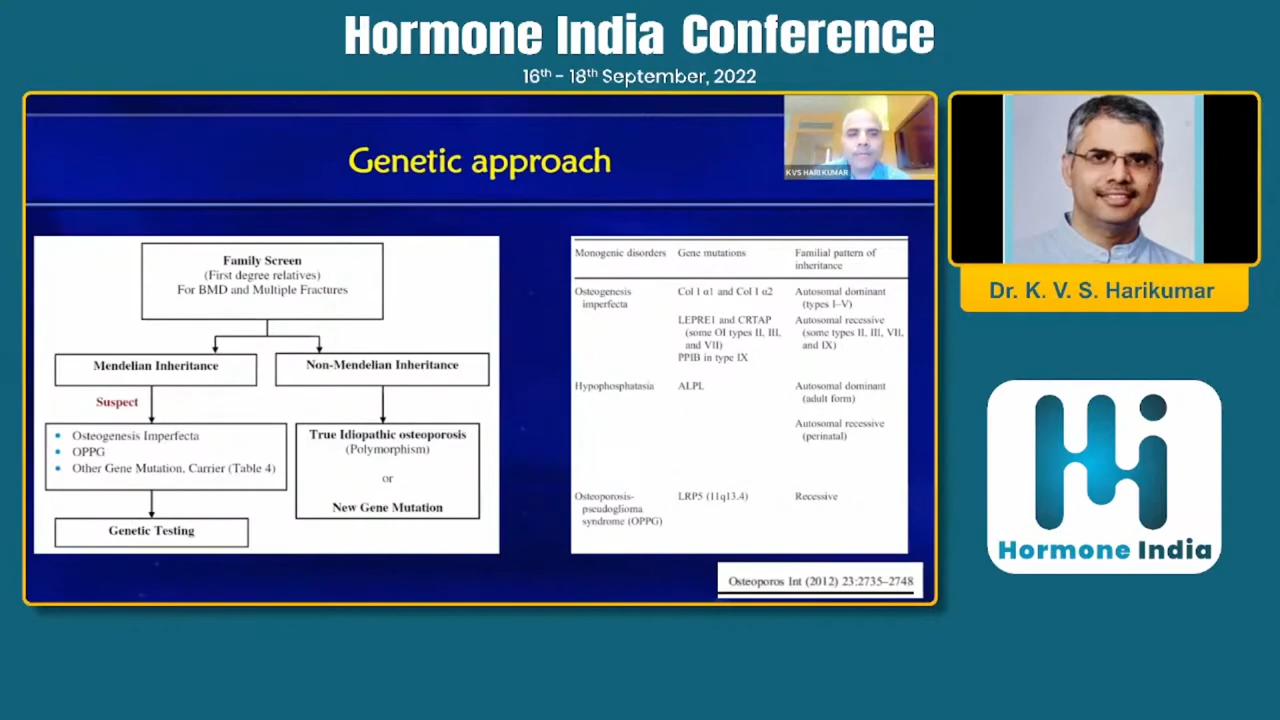 Hormone India Conference
16th - 18th September, 2022
Genetic approach
KVS HARIKUMAR
Family Screen
(First degree relatives)
For BMD and Multiple Fractures
Mendelian Inheritance
Non-Mendelian Inheritance
Suspect
• Osteogenesis Imperfecta
• OPPG
• Other Gene Mutation, Carrier (Table 4)
True Idiopathic osteoporosis
(Polymorphism)
or
New Gene Mutation
Genetic Testing
Monogenic disorders Gene mutations Familial pattern of
inheritance
Osteogenesis Col 1 α1 and Col 1 α2 Autosomal dominant
imperfecta (types I–V)
LEPRE1 and CRTAP Autosomal recessive
(some OI types II, III, (some types II, III, VII,
and VII) and IX)
PPIB in type IX
Hypophosphatasia ALPL Autosomal dominant
(adult form)
Autosomal recessive
(perinatal)
Osteoporosis- LRP5 (11q13.4) Recessive
pseudoglioma
syndrome (OPPG)
Osteoporos Int (2012) 23:2735–2748
Dr. K. V. S. Harikumar
Hi
Hormone India